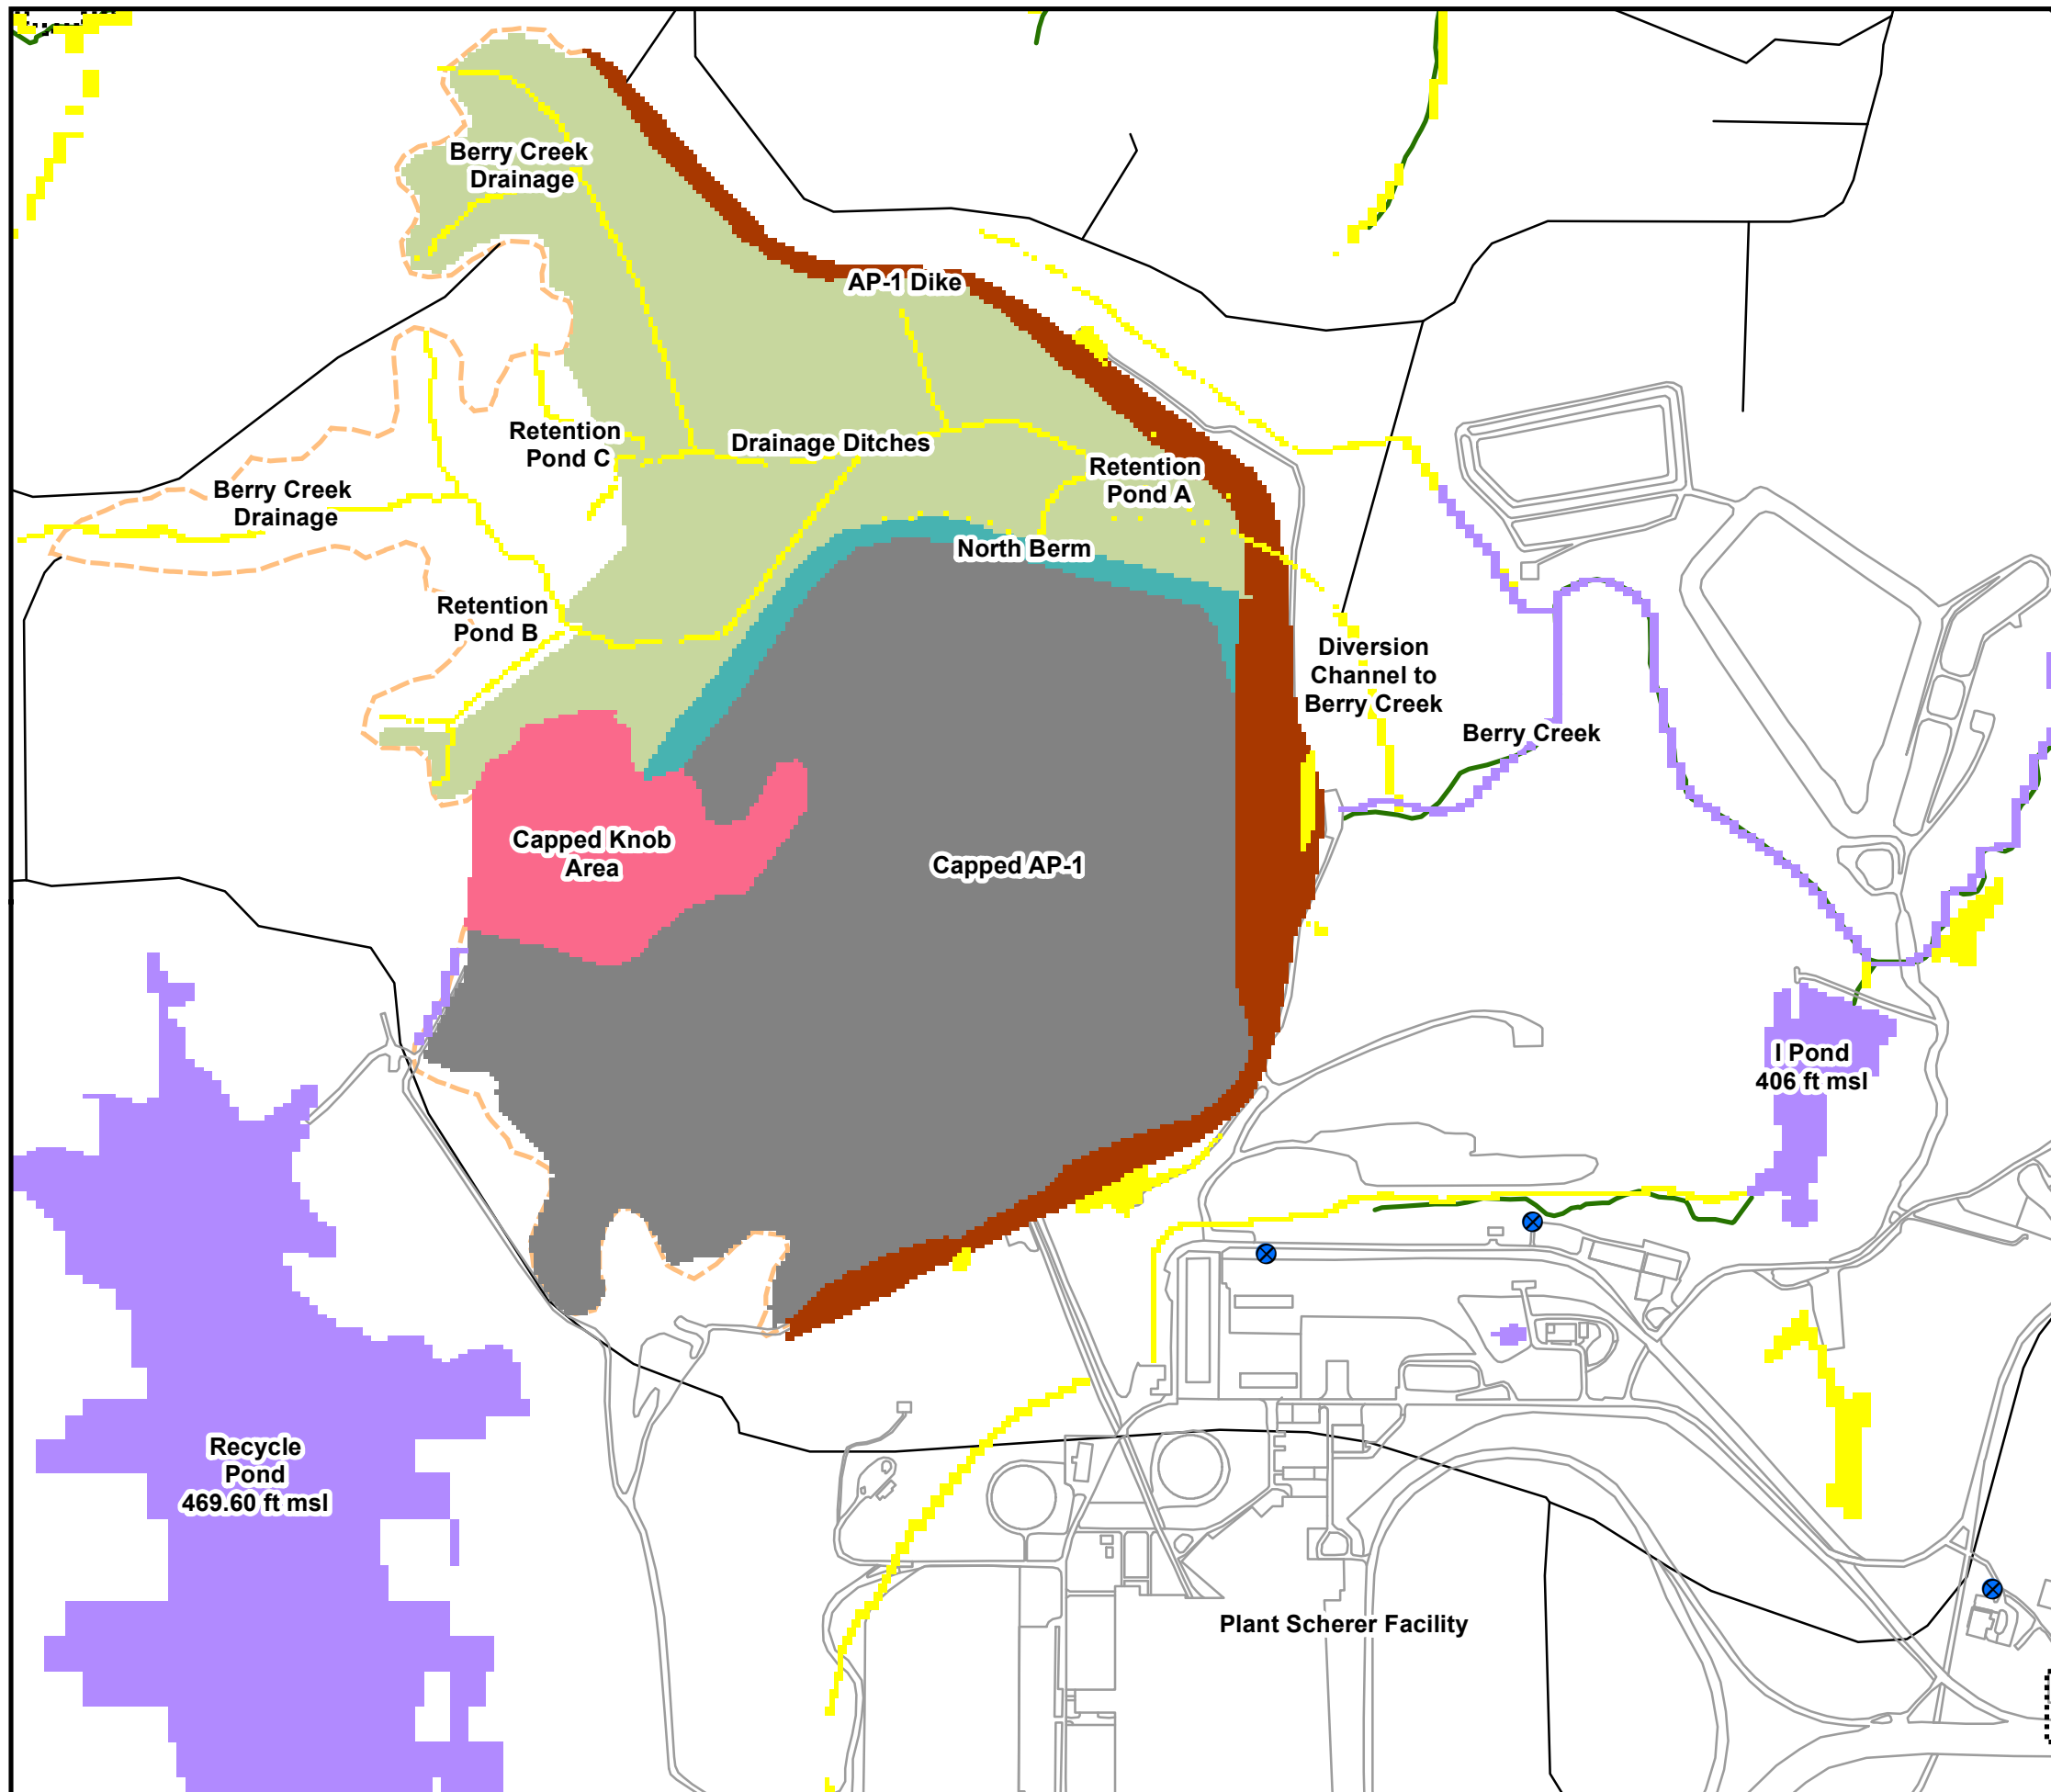 Berry Creek
Drainage
AP-1 Dike
Retention
Pond C
Drainage Ditches
Retention
Pond A
Berry Creek
Drainage
North Berm
Retention
Pond B
Diversion
Channel to
Berry Creek
Berry Creek
Capped Knob
Area
Capped AP-1
I Pond
406 ft msl
Recycle
Pond
469.60 ft msl
Plant Scherer Facility